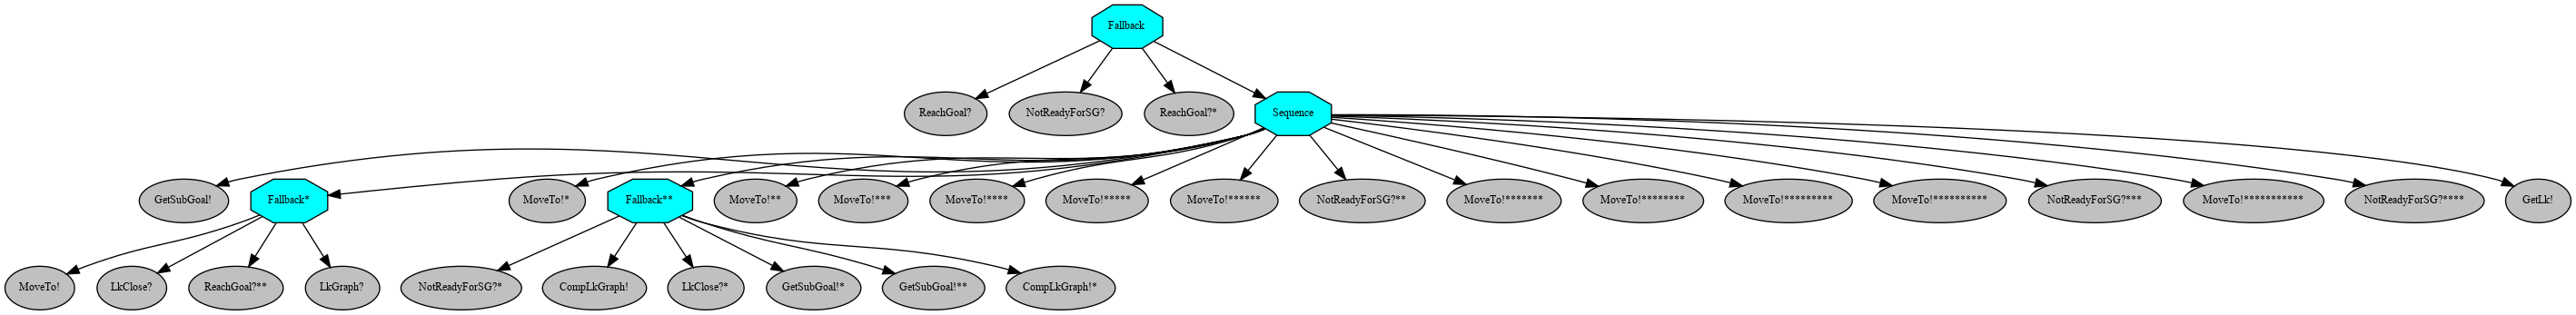 Fallback
ReachGoal?
NotReadyForSG?
ReachGoal?*
Sequence
GetSubGoal!
Fallback*
MoveTo!*
Fallback**
MoveTo!**
MoveTo!***
MoveTo!****
MoveTo!*****
MoveTo!******
NotReadyForSG?**
MoveTo!*******
MoveTo!********
MoveTo!*********
MoveTo!**********
NotReadyForSG?***
MoveTo!***********
NotReadyForSG?****
GetLk!
MoveTo!
LkClose?
ReachGoal?**
LkGraph?
NotReadyForSG?*
CompLkGraph!
LkClose?*
GetSubGoal!*
GetSubGoal!**
CompLkGraph!*